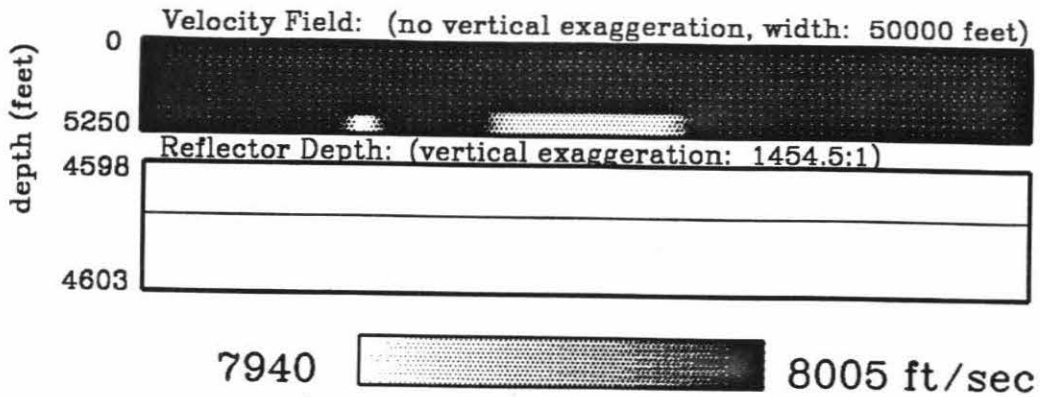 Velocity Field: (no vertical exaggeration, width: 50000 feet)
0
5250
depth (feet)
Reflector Depth: (vertical exaggeration: 1454.5:1)
4598
4603
7940 8005 ft/sec